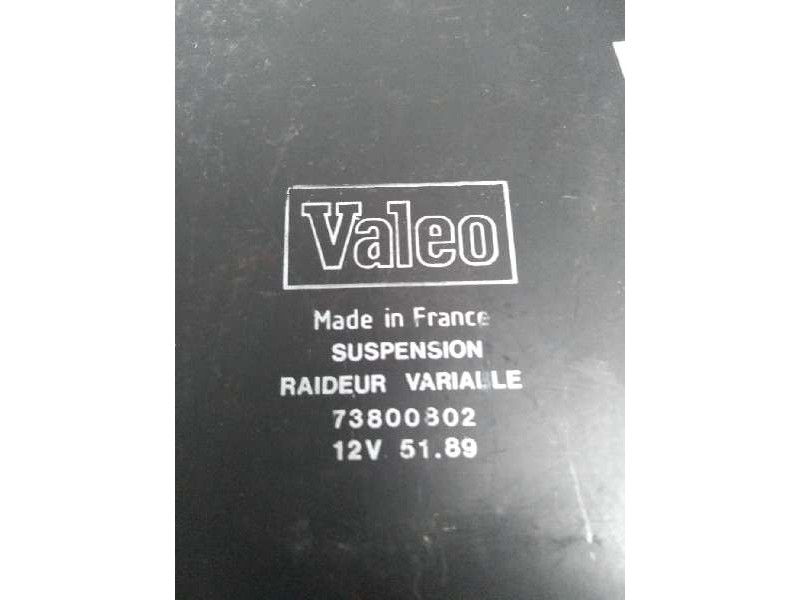 Valeo
Made in France
SUSPENSION
RAIDEUR VARIABLE
73800802
12V 51.89